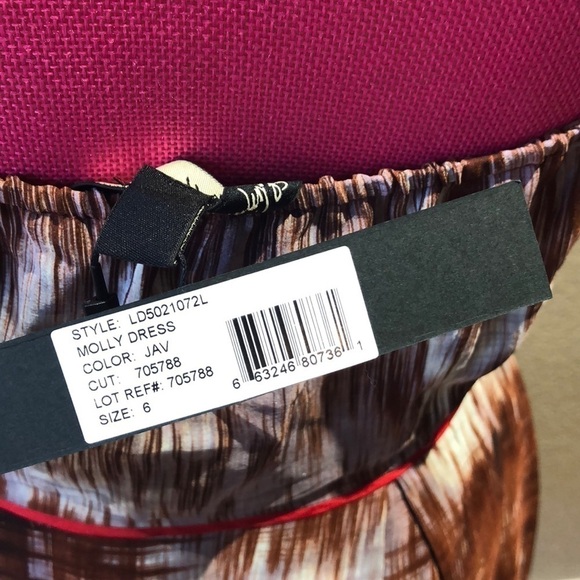 STYLE: LD5021072L
MOLLY DRESS
COLOR: JAV
CUT: 705788
LOT REF#: 705788
SIZE: 6
6 63246 80736 1